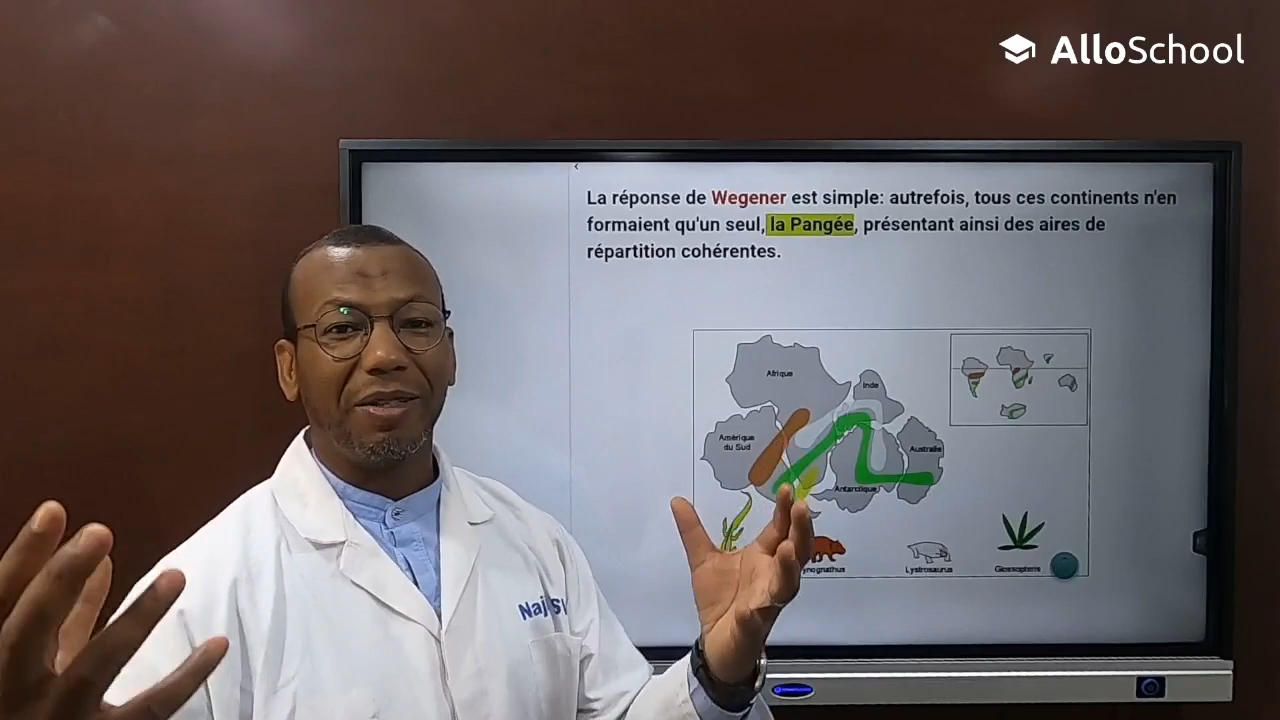 AlloSchool
La réponse de Wegener est simple: autrefois, tous ces continents n'en
formaient qu'un seul, la Pangée, présentant ainsi des aires de
répartition cohérentes.
Afrique
Inde
Amérique
du Sud
Australie
Antarctique
Lystrosaurus
Glossopteris